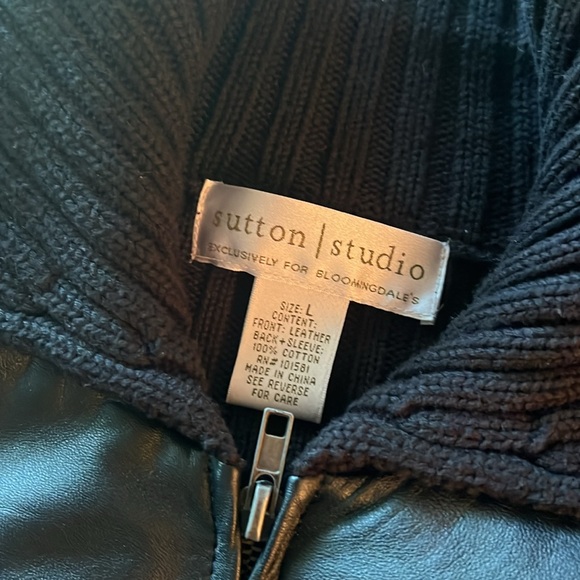 sutton | studio
EXCLUSIVELY FOR BLOOMINGDALE'S
SIZE: L
CONTENT:
FRONT: LEATHER
BACK + SLEEVE:
100% COTTON
RN# 101581
MADE IN CHINA
SEE REVERSE
FOR CARE